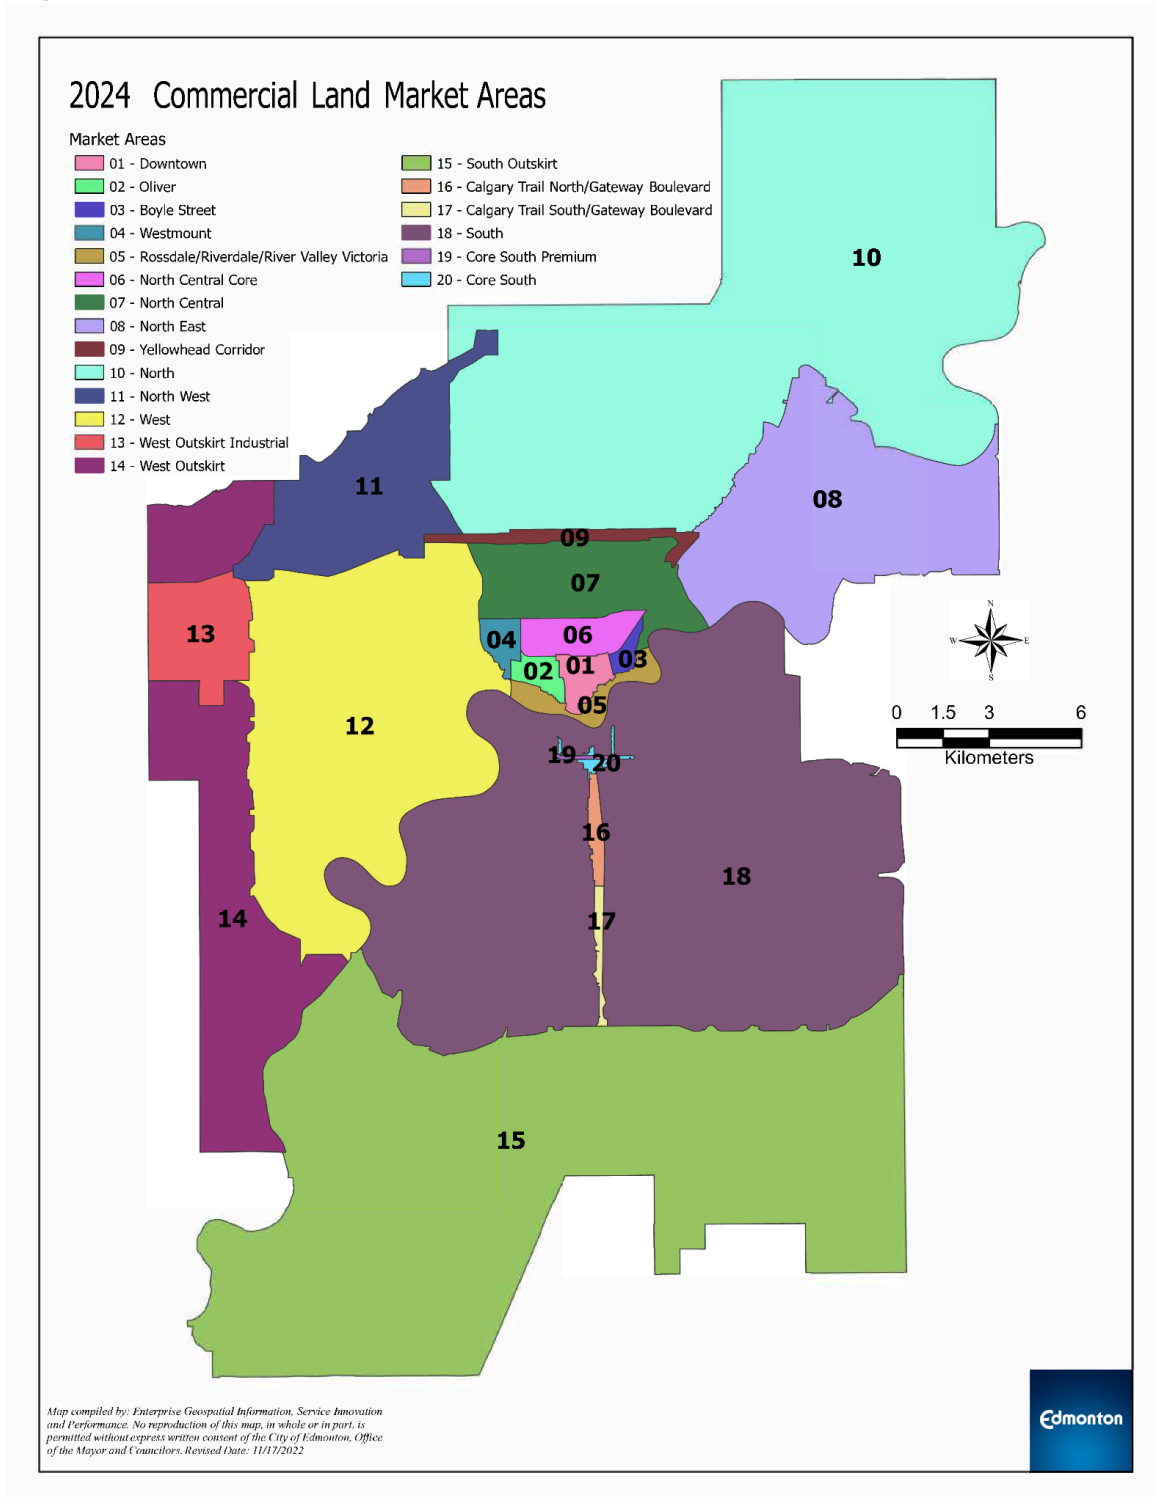 2024 Commercial Land Market Areas
Market Areas
01 - Downtown
02 - Oliver
03 - Boyle Street
04 - Westmount
05 - Rossdale/Riverdale/River Valley Victoria
06 - North Central Core
07 - North Central
08 - North East
09 - Yellowhead Corridor
10 - North
11 - North West
12 - West
13 - West Outskirt Industrial
14 - West Outskirt
15 - South Outskirt
16 - Calgary Trail North/Gateway Boulevard
17 - Calgary Trail South/Gateway Boulevard
18 - South
19 - Core South Premium
20 - Core South
10
11
08
09
07
13
04
06
03
02
01
05
12
19
20
16
18
14
17
15
N
W
E
S
0 1.5 3 6
Kilometers
Map compiled by: Enterprise Geospatial Information, Service Innovation
and Performance. No reproduction of this map, in whole or in part, is
permitted without express written consent of the City of Edmonton, Office
of the Mayor and Councilors. Revised Date: 11/17/2022
Edmonton